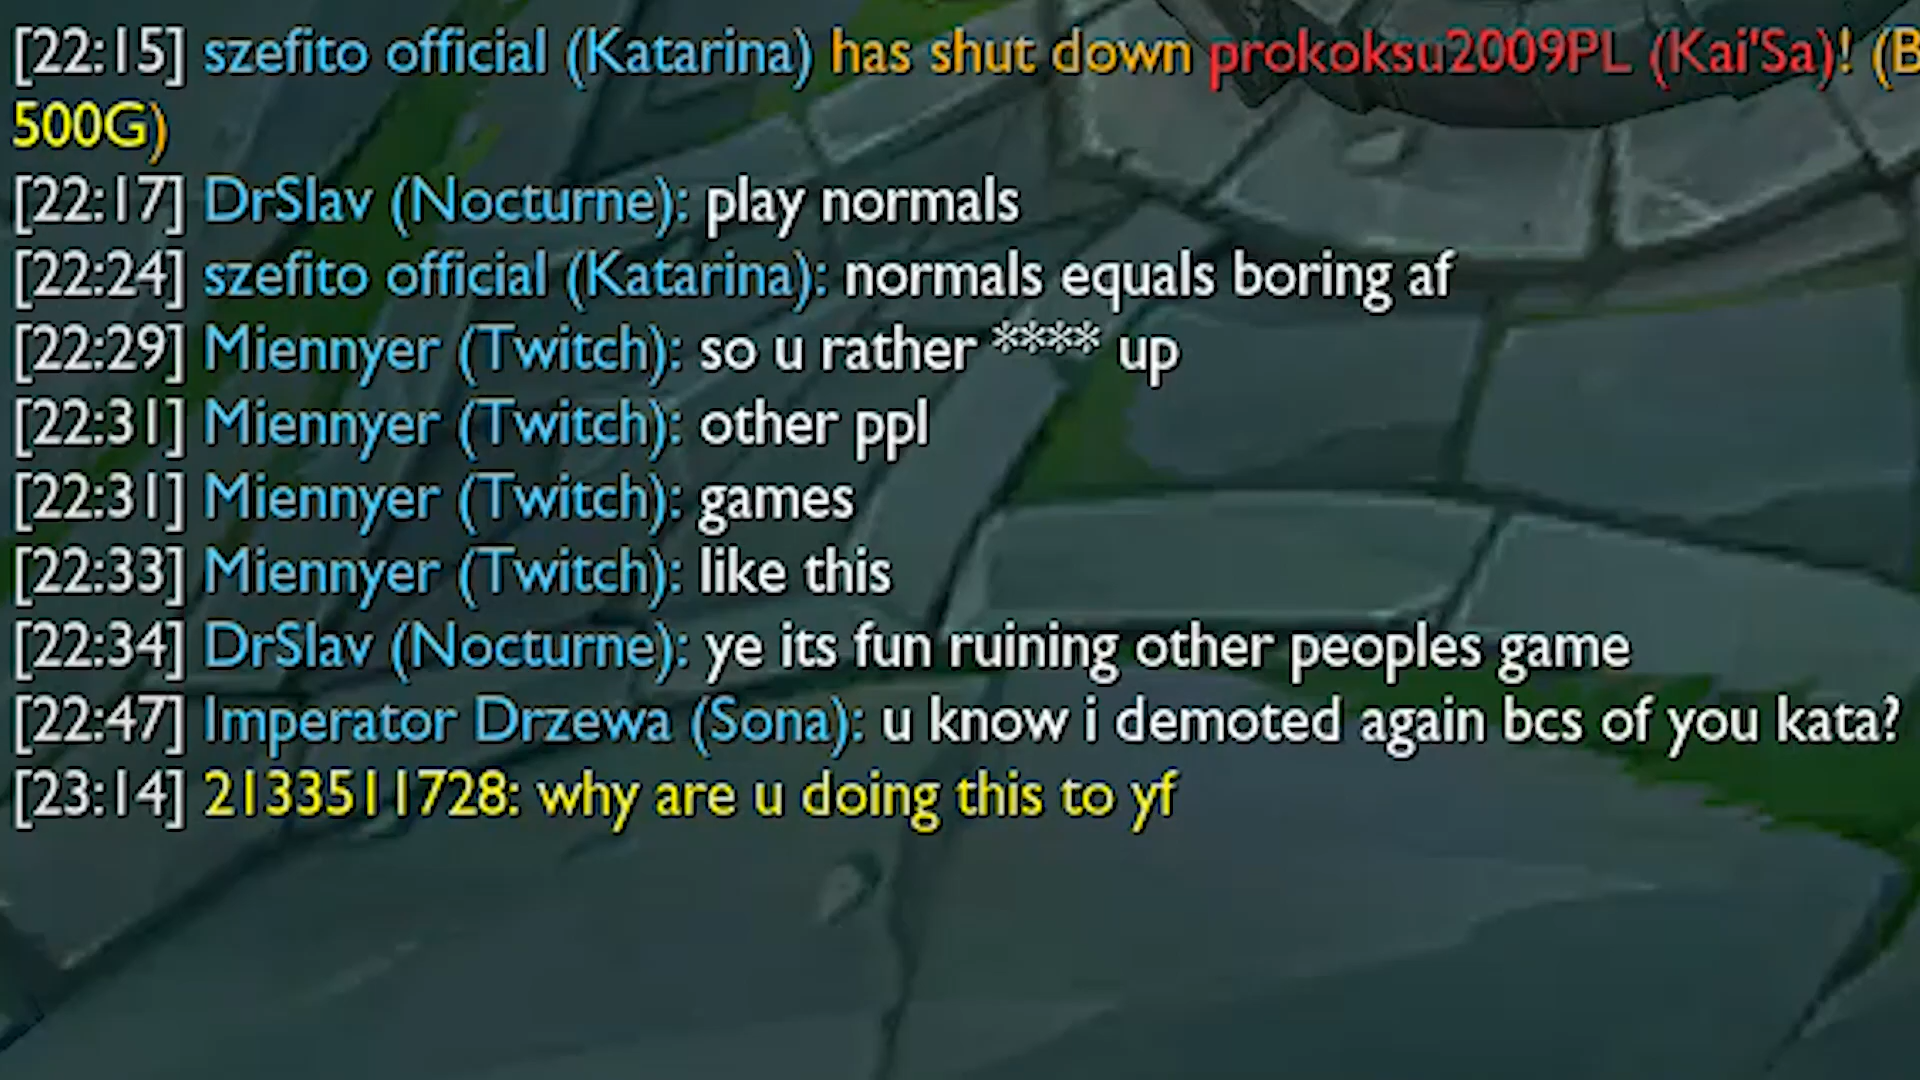 [22:15] szefito official (Katarina) has shut down prokoksu2009PL (Kai'Sa)! (B
500G)
[22:17] DrSlav (Nocturne): play normals
[22:24] szefito official (Katarina): normals equals boring af
[22:29] Miennyer (Twitch): so u rather **** up
[22:31] Miennyer (Twitch): other ppl
[22:31] Miennyer (Twitch): games
[22:33] Miennyer (Twitch): like this
[22:34] DrSlav (Nocturne): ye its fun ruining other peoples game
[22:47] Imperator Drzewa (Sona): u know i demoted again bcs of you kata?
[23:14] 2133511728: why are u doing this to yf